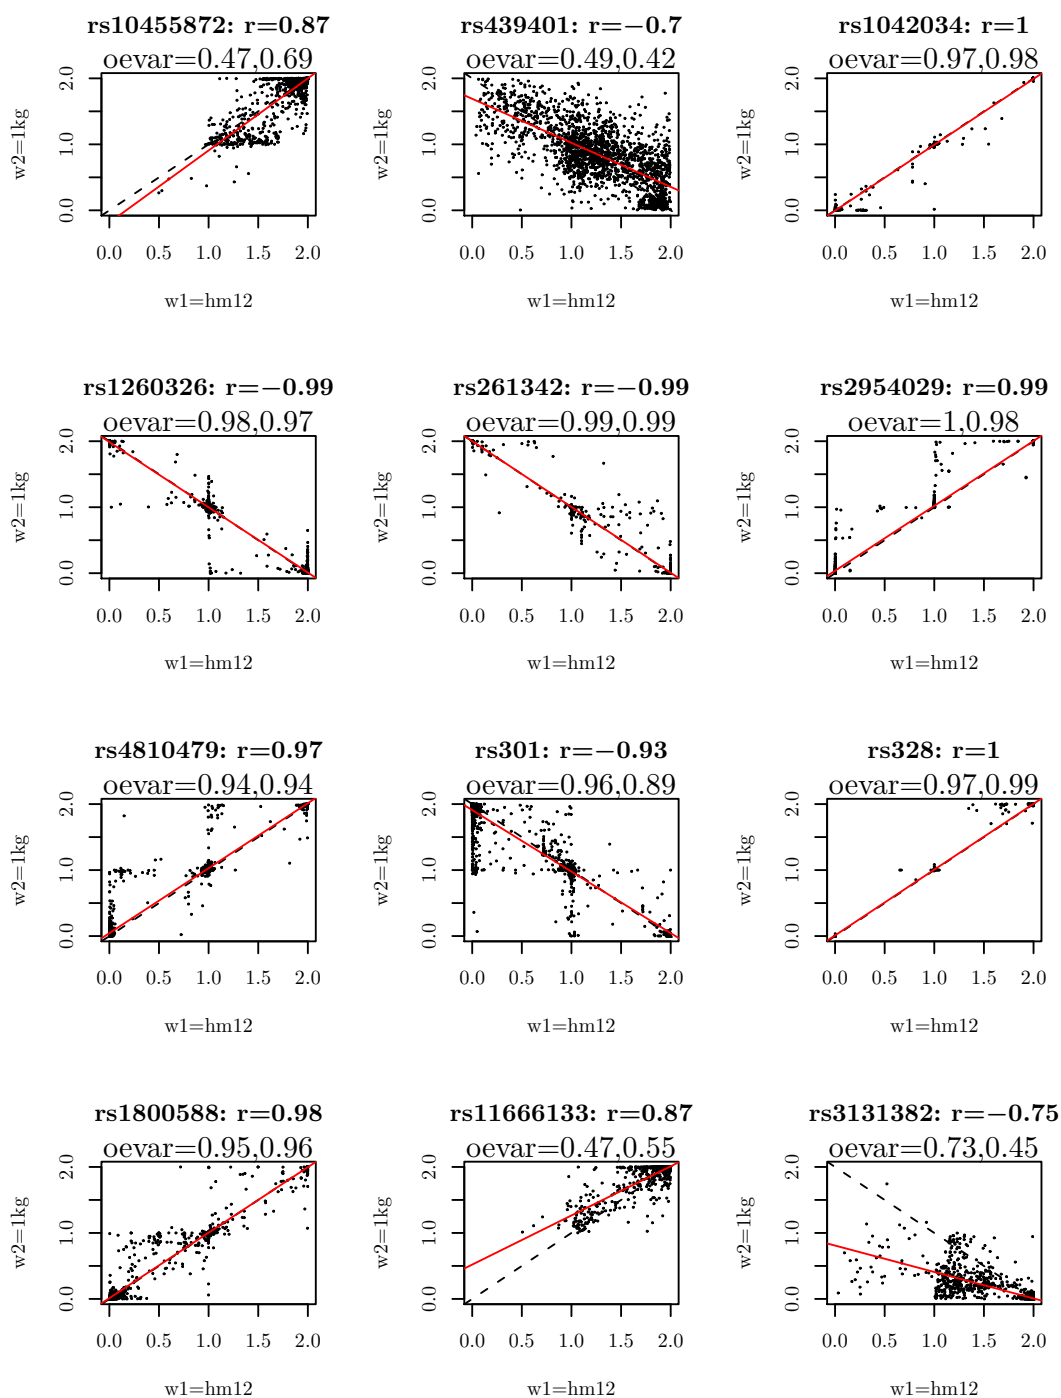 rs10455872: r=0.87
oevar=0.47,0.69
w2=1kg
0.0 1.0 2.0
0.0 0.5 1.0 1.5 2.0
w1=hm12
rs439401: r=−0.7
oevar=0.49,0.42
w2=1kg
0.0 1.0 2.0
0.0 0.5 1.0 1.5 2.0
w1=hm12
rs1042034: r=1
oevar=0.97,0.98
w2=1kg
0.0 1.0 2.0
0.0 0.5 1.0 1.5 2.0
w1=hm12
rs1260326: r=−0.99
oevar=0.98,0.97
w2=1kg
0.0 1.0 2.0
0.0 0.5 1.0 1.5 2.0
w1=hm12
rs261342: r=−0.99
oevar=0.99,0.99
w2=1kg
0.0 1.0 2.0
0.0 0.5 1.0 1.5 2.0
w1=hm12
rs2954029: r=0.99
oevar=1,0.98
w2=1kg
0.0 1.0 2.0
0.0 0.5 1.0 1.5 2.0
w1=hm12
rs4810479: r=0.97
oevar=0.94,0.94
w2=1kg
0.0 1.0 2.0
0.0 0.5 1.0 1.5 2.0
w1=hm12
rs301: r=−0.93
oevar=0.96,0.89
w2=1kg
0.0 1.0 2.0
0.0 0.5 1.0 1.5 2.0
w1=hm12
rs328: r=1
oevar=0.97,0.99
w2=1kg
0.0 1.0 2.0
0.0 0.5 1.0 1.5 2.0
w1=hm12
rs1800588: r=0.98
oevar=0.95,0.96
w2=1kg
0.0 1.0 2.0
0.0 0.5 1.0 1.5 2.0
w1=hm12
rs11666133: r=0.87
oevar=0.47,0.55
w2=1kg
0.0 1.0 2.0
0.0 0.5 1.0 1.5 2.0
w1=hm12
rs3131382: r=−0.75
oevar=0.73,0.45
w2=1kg
0.0 1.0 2.0
0.0 0.5 1.0 1.5 2.0
w1=hm12